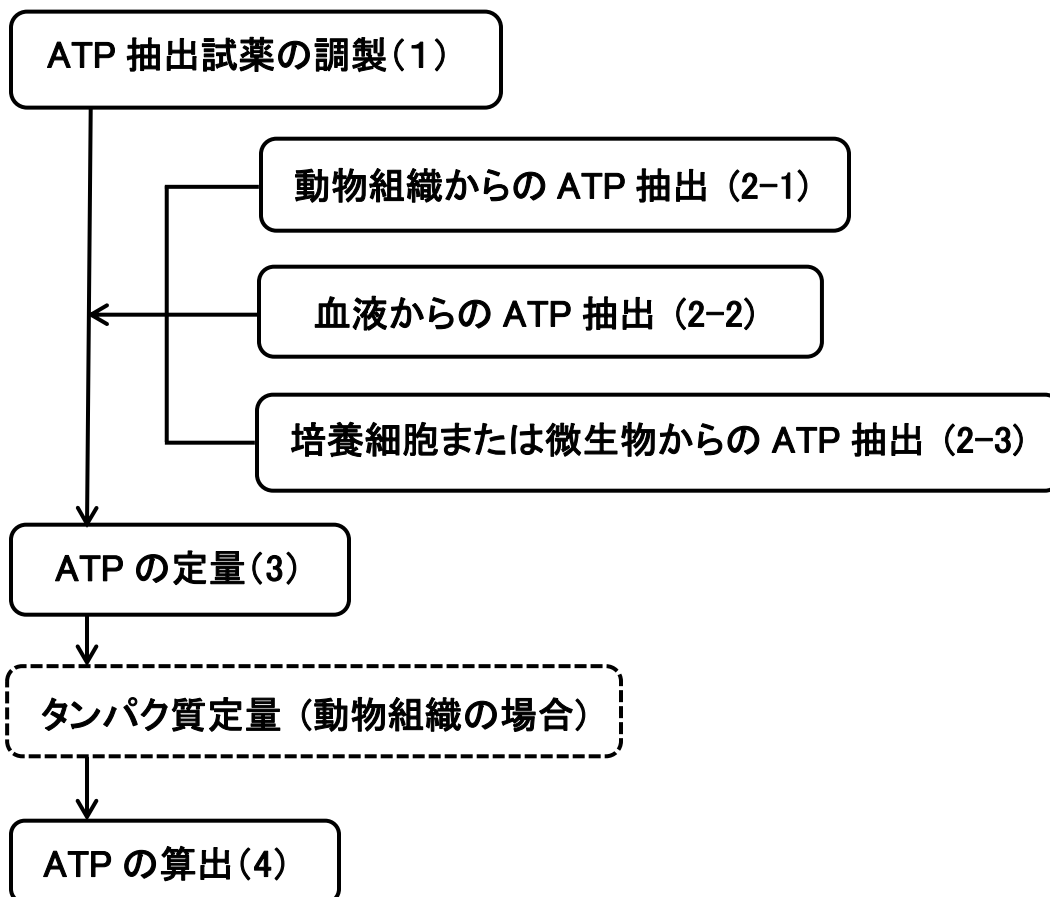 ATP 抽出試薬の調製(1)
動物組織からの ATP 抽出 (2-1)
血液からの ATP 抽出 (2-2)
培養細胞または微生物からの ATP 抽出 (2-3)
ATP の定量(3)
タンパク質定量 (動物組織の場合)
ATP の算出(4)